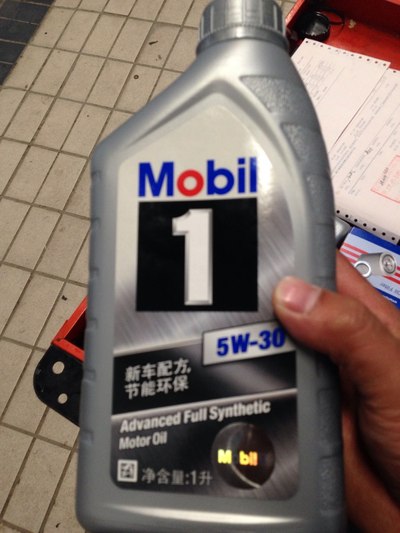 Mobil
1
5W-30
新车配方,
节能环保
Advanced Full Synthetic
Motor Oil
净含量:1升